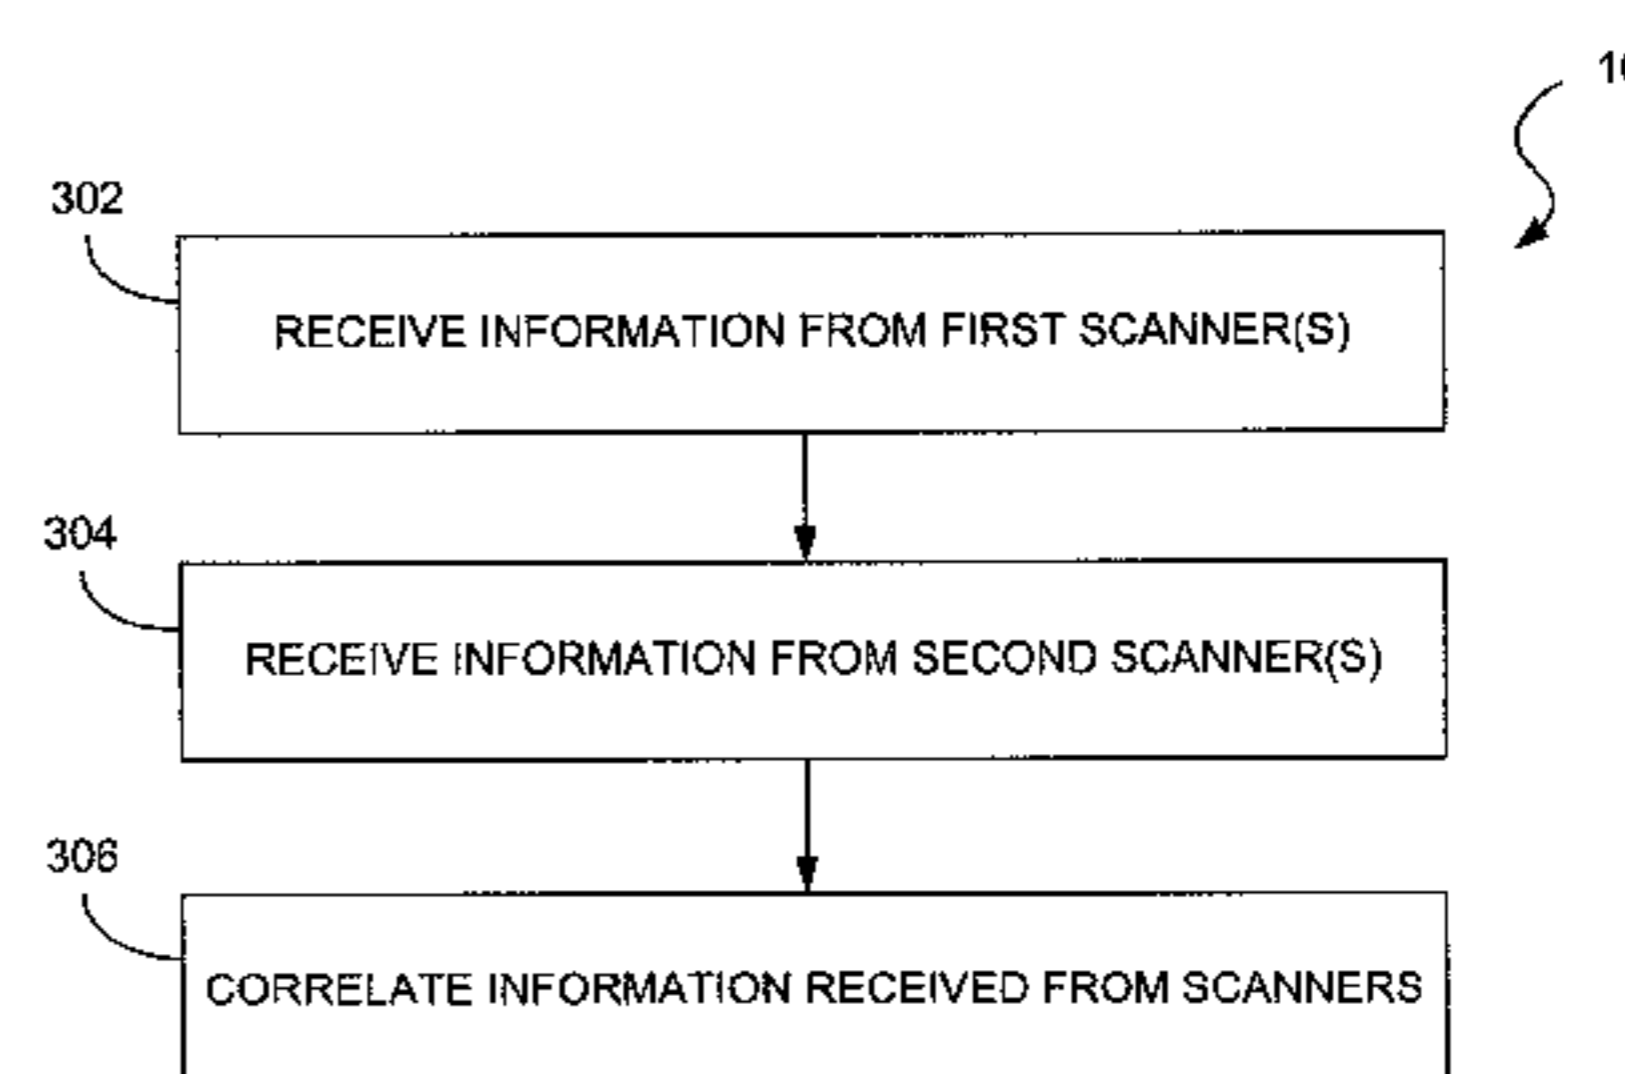 302
RECEIVE INFORMATION FROM FIRST SCANNER(S)
304
RECEIVE INFORMATION FROM SECOND SCANNER(S)
306
CORRELATE INFORMATION RECEIVED FROM SCANNERS